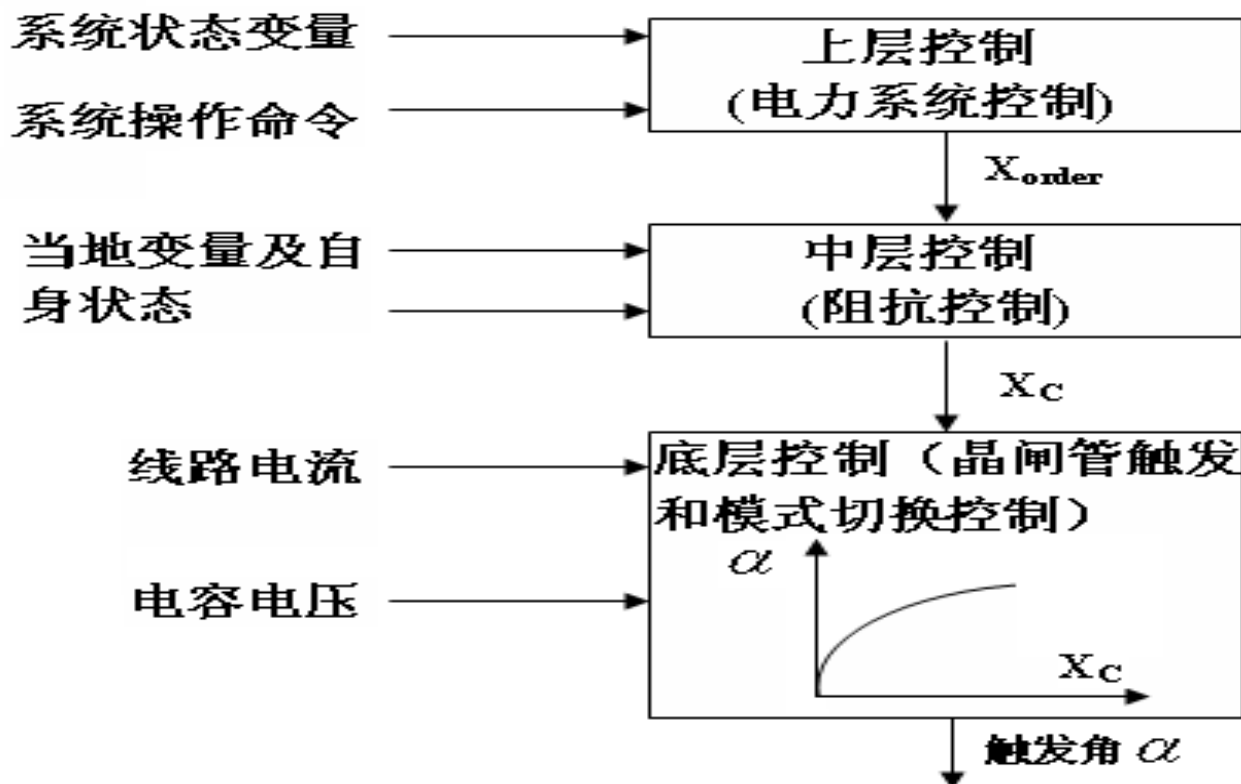 系统状态变量
上层控制
系统操作命令
(电力系统控制)
Xorder
当地变量及自
身状态
中层控制
(阻抗控制)
XC
线路电流
底层控制（晶闸管触发
和模式切换控制）
α
电容电压
XC
触发角 α